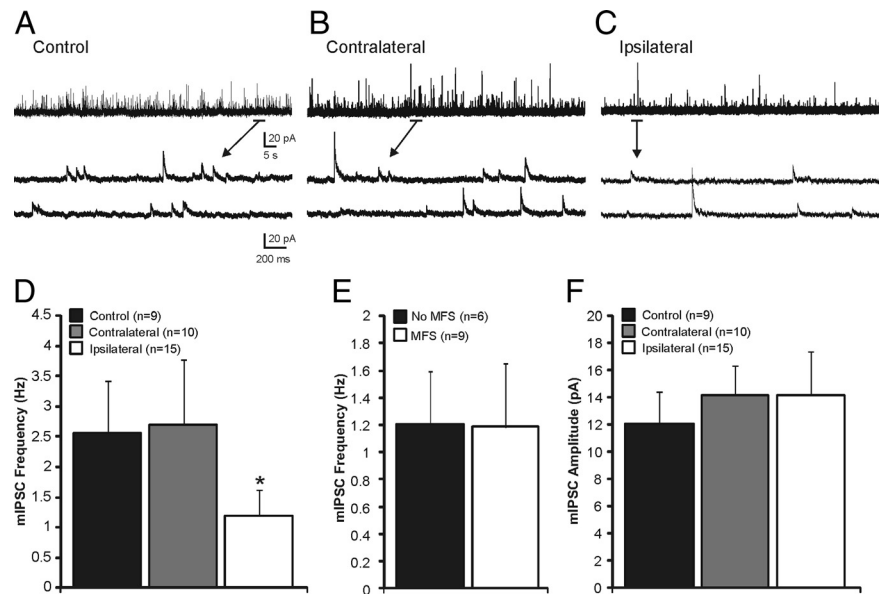 A
Control
B
Contralateral
C
Ipsilateral
20 pA
5 s
20 pA
200 ms
D
Control (n=9)
Contralateral (n=10)
Ipsilateral (n=15)
mIPSC Frequency (Hz)
4.5
4
3.5
3
2.5
2
1.5
1
0.5
0
*
E
No MFS (n=6)
MFS (n=9)
mIPSC Frequency (Hz)
2
1.8
1.6
1.4
1.2
1
0.8
0.6
0.4
0.2
0
F
Control (n=9)
Contralateral (n=10)
Ipsilateral (n=15)
mIPSC Amplitude (pA)
20
18
16
14
12
10
8
6
4
2
0